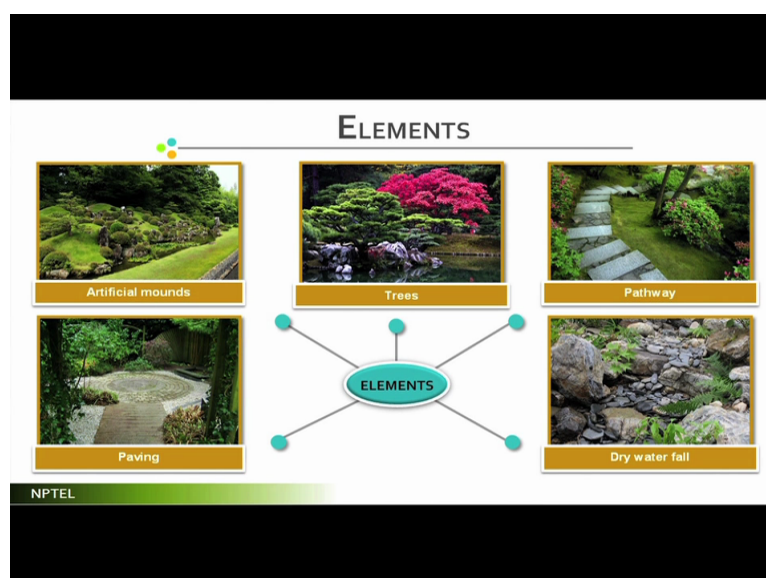 ELEMENTS
Artificial mounds
Trees
Pathway
ELEMENTS
Paving
Dry water fall
NPTEL